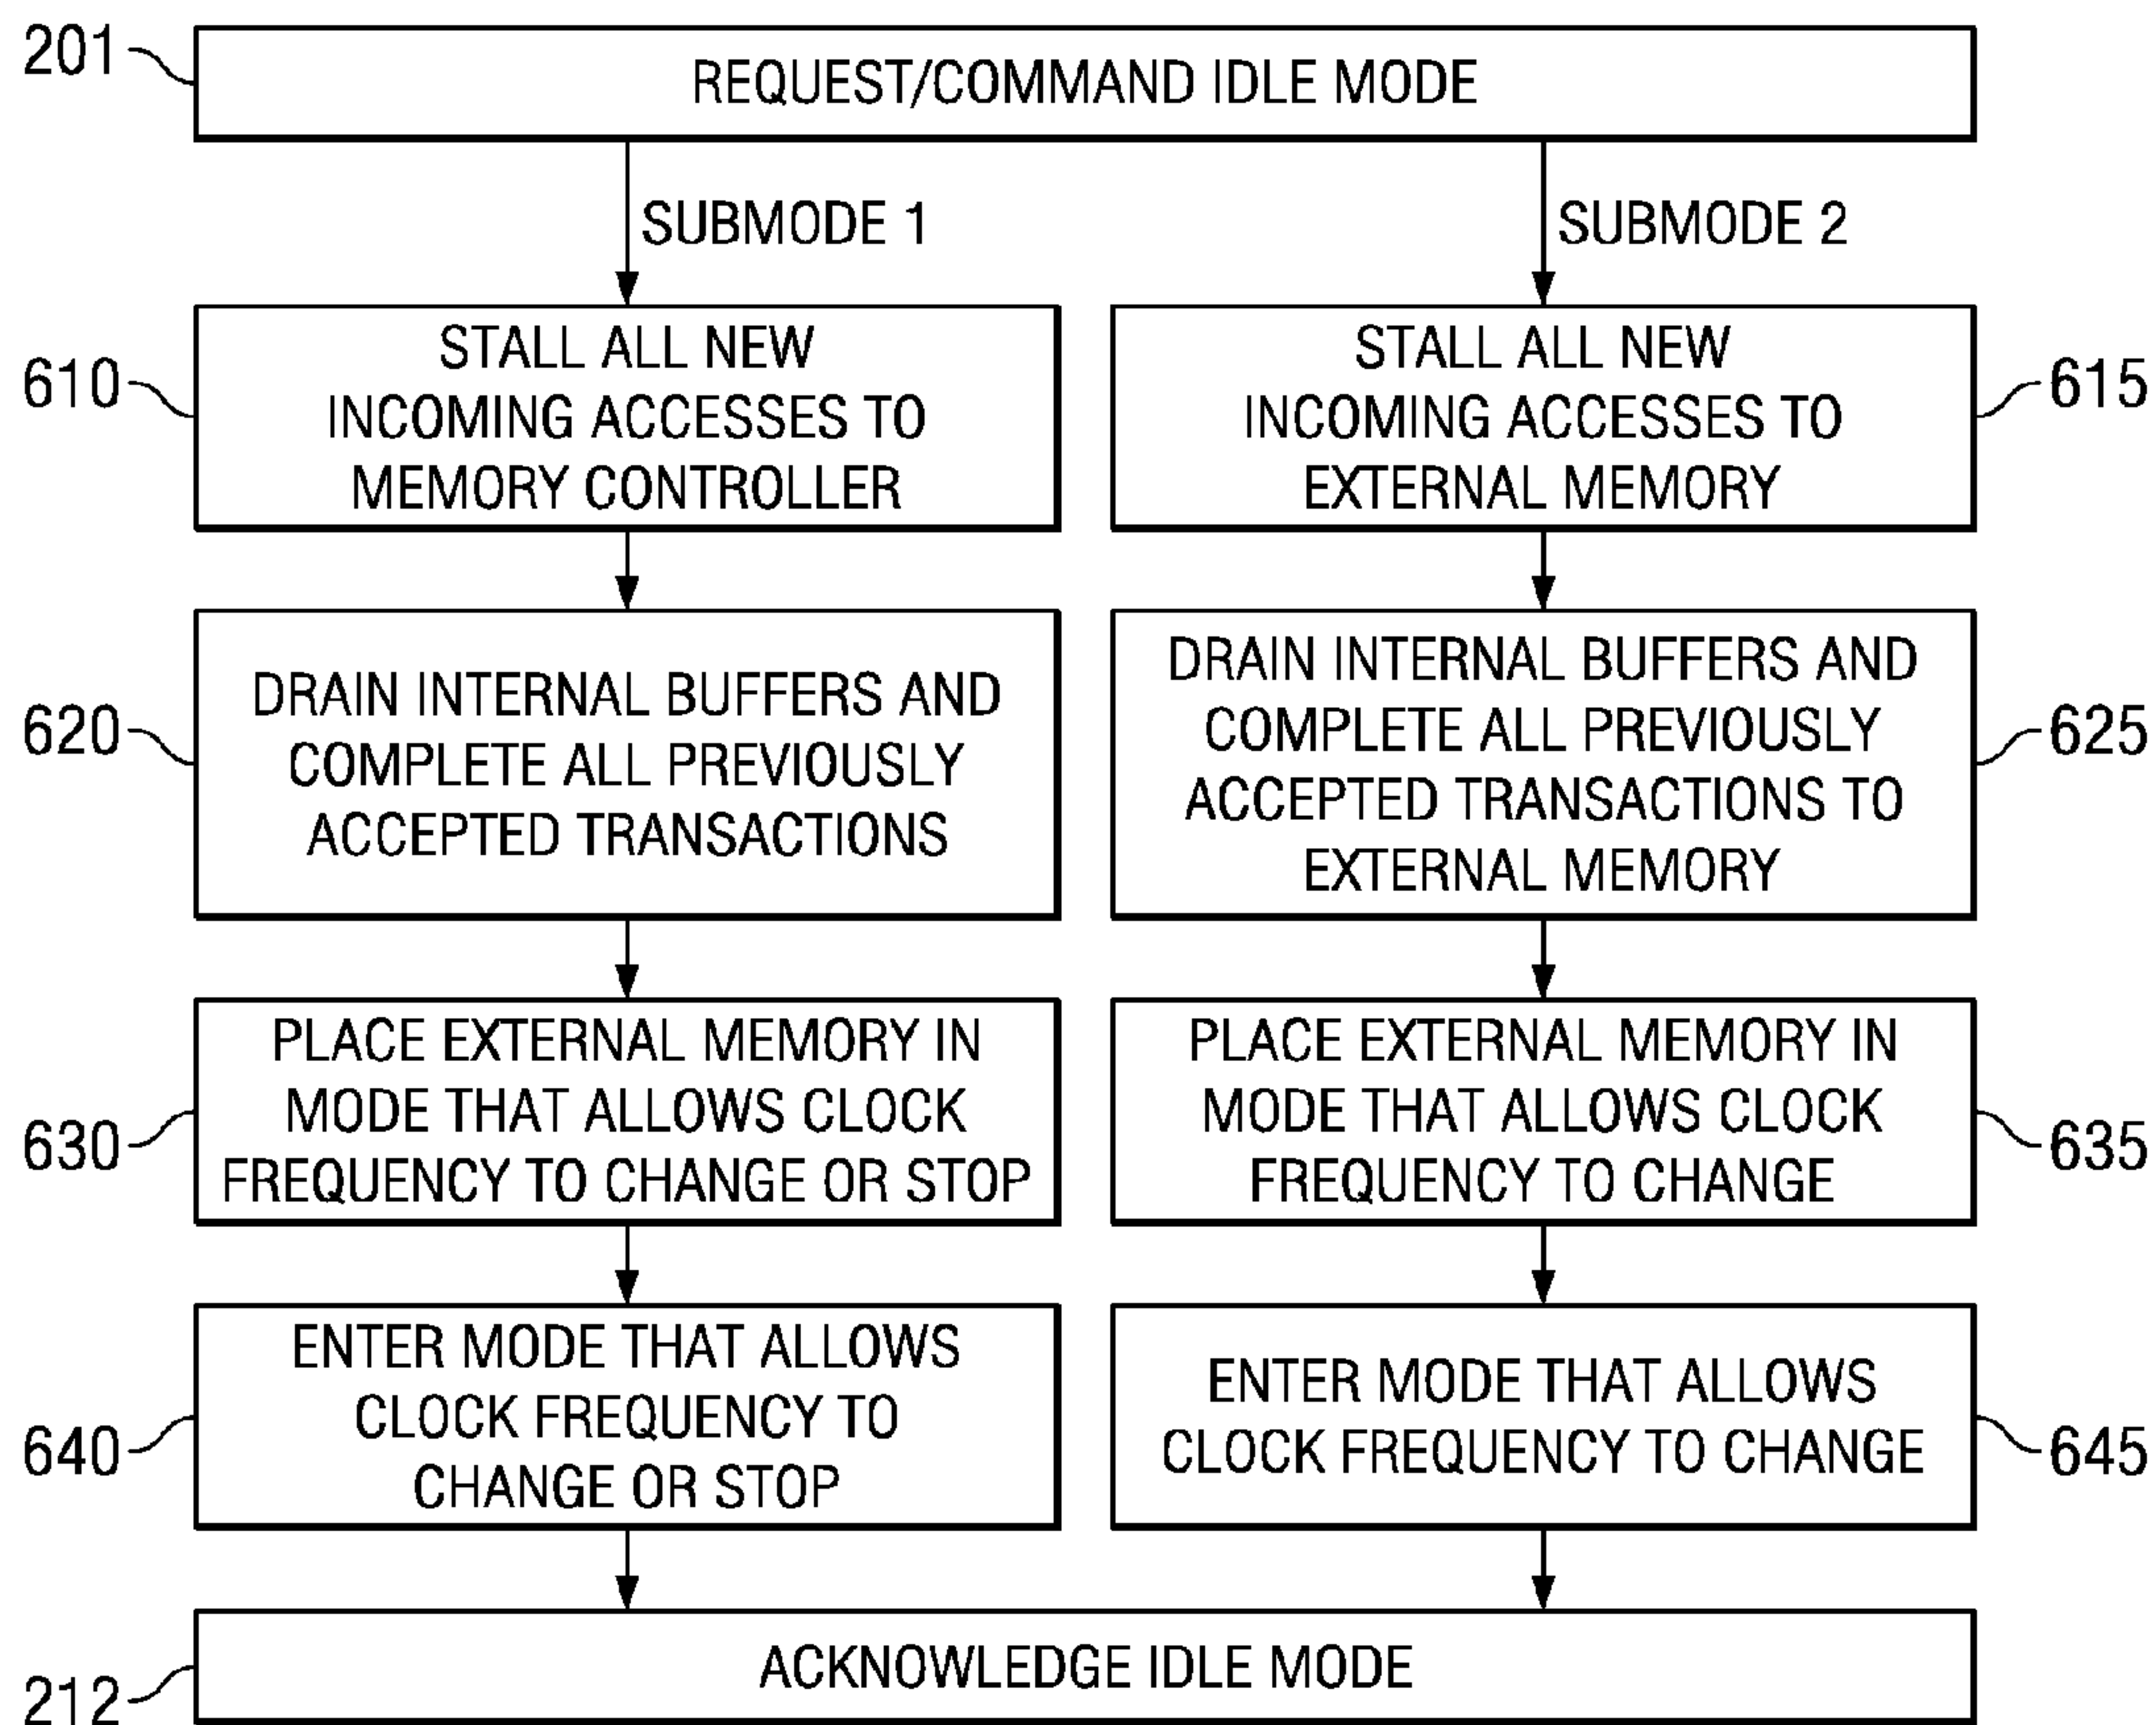 201
REQUEST/COMMAND IDLE MODE
SUBMODE 1
SUBMODE 2
610
STALL ALL NEW
INCOMING ACCESSES TO
MEMORY CONTROLLER
STALL ALL NEW
INCOMING ACCESSES TO
EXTERNAL MEMORY
615
620
DRAIN INTERNAL BUFFERS AND
COMPLETE ALL PREVIOUSLY
ACCEPTED TRANSACTIONS
DRAIN INTERNAL BUFFERS AND
COMPLETE ALL PREVIOUSLY
ACCEPTED TRANSACTIONS TO
EXTERNAL MEMORY
625
630
PLACE EXTERNAL MEMORY IN
MODE THAT ALLOWS CLOCK
FREQUENCY TO CHANGE OR STOP
PLACE EXTERNAL MEMORY IN
MODE THAT ALLOWS CLOCK
FREQUENCY TO CHANGE
635
640
ENTER MODE THAT ALLOWS
CLOCK FREQUENCY TO
CHANGE OR STOP
ENTER MODE THAT ALLOWS
CLOCK FREQUENCY TO CHANGE
645
212
ACKNOWLEDGE IDLE MODE